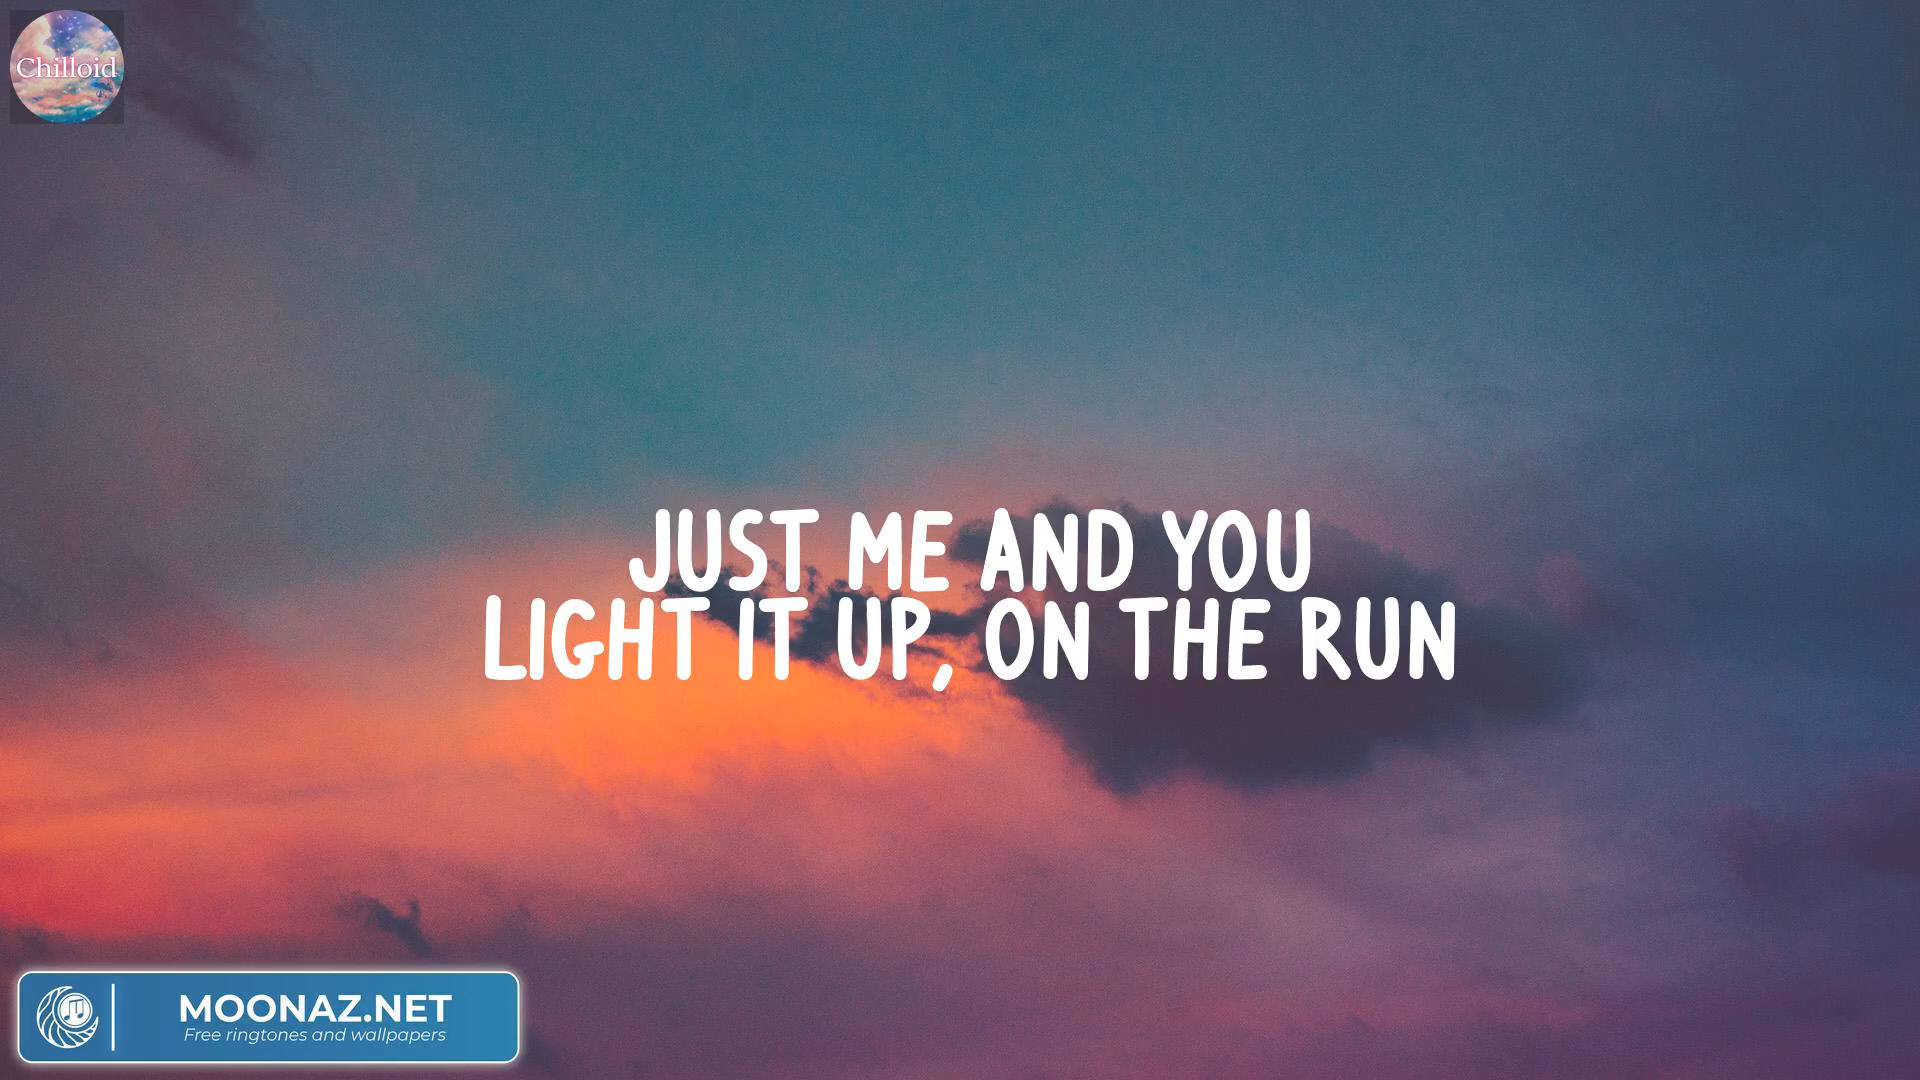 Chilloid
JUST ME AND YOU
LIGHT IT UP, ON THE RUN
MOONAZ.NET
Free ringtones and wallpapers